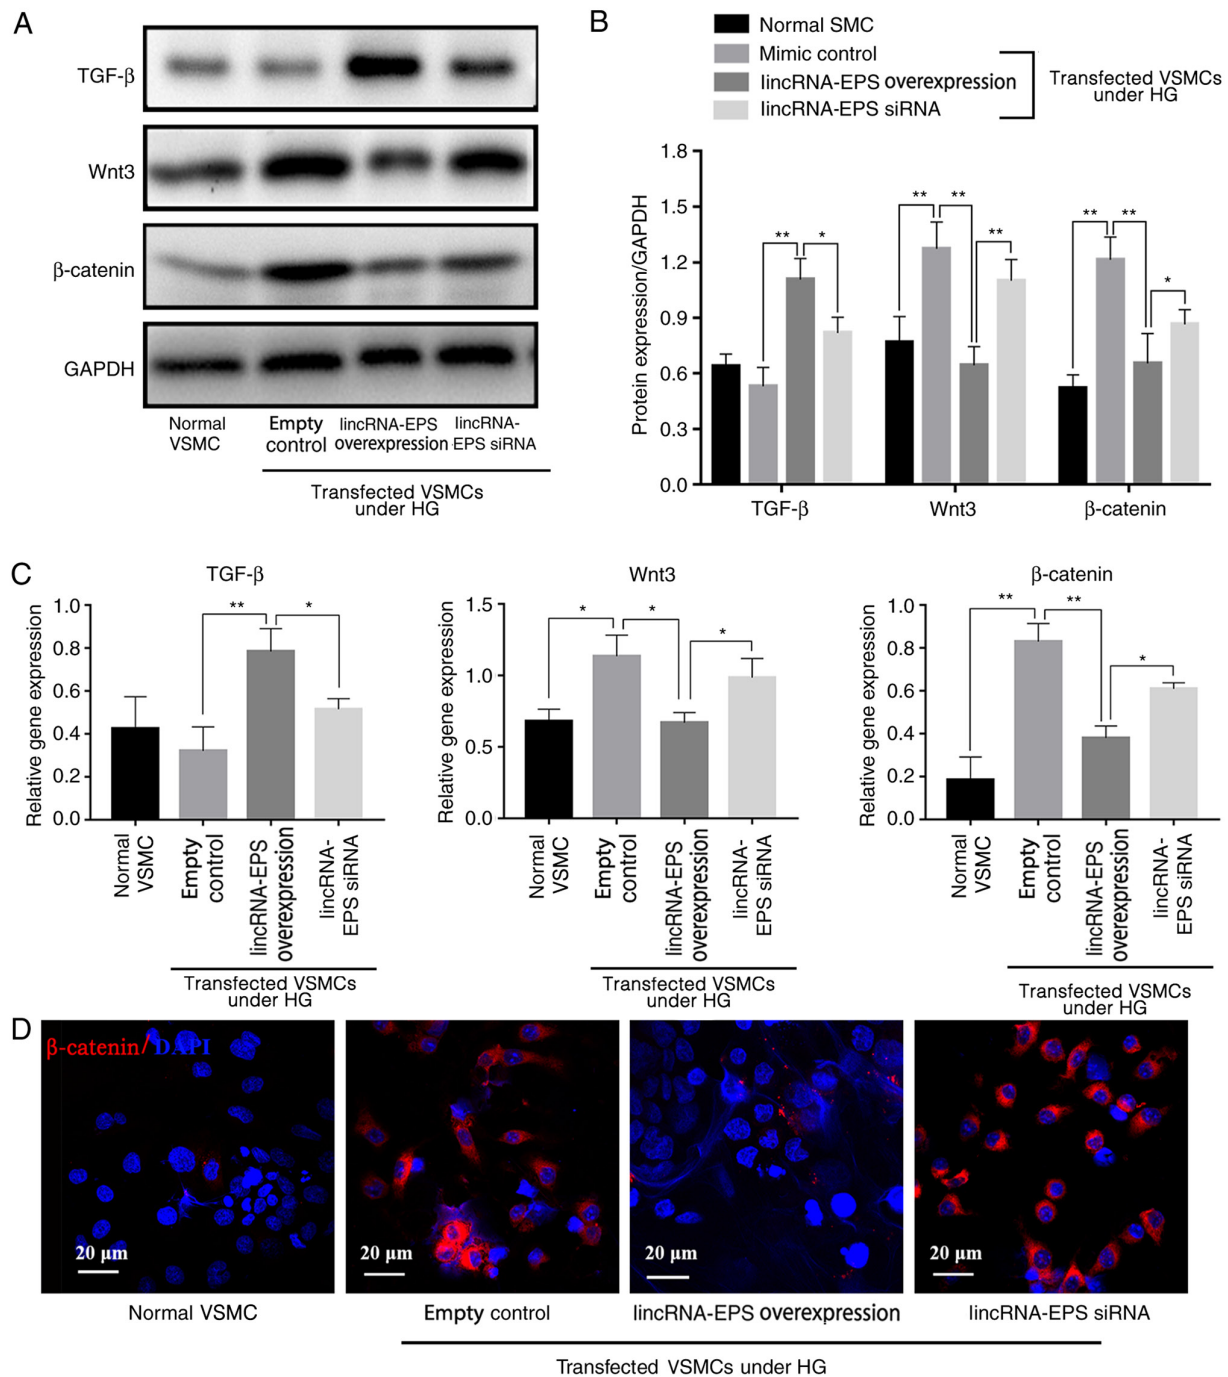 A
TGF-β
Wnt3
β-catenin
GAPDH
Normal VSMC
Empty control
lincRNA-EPS overexpression
lincRNA-EPS siRNA
Transfected VSMCs
under HG
B
Normal SMC
Mimic control
lincRNA-EPS overexpression
lincRNA-EPS siRNA
Transfected VSMCs
under HG
Protein expression/GAPDH
1.8
1.5
1.2
0.9
0.6
0.3
0.0
** *
** ** **
** ** *
TGF-β Wnt3 β-catenin
C
TGF-β
Relative gene expression
1.0
0.8
0.6
0.4
0.2
0.0
** *
Normal
VSMC
Empty
control
lincRNA-EPS
overexpression
lincRNA-
EPS siRNA
Transfected VSMCs
under HG
Wnt3
Relative gene expression
1.5
1.0
0.5
0.0
* * *
Normal
VSMC
Empty
control
lincRNA-EPS
overexpression
lincRNA-
EPS siRNA
Transfected VSMCs
under HG
β-catenin
Relative gene expression
1.0
0.8
0.6
0.4
0.2
0.0
** ** *
Normal
VSMC
Empty
control
lincRNA-EPS
overexpression
lincRNA-
EPS siRNA
Transfected VSMCs
under HG
D
β-catenin/DAPI
20 µm 20 µm 20 µm 20 µm
Normal VSMC Empty control lincRNA-EPS overexpression lincRNA-EPS siRNA
Transfected VSMCs under HG